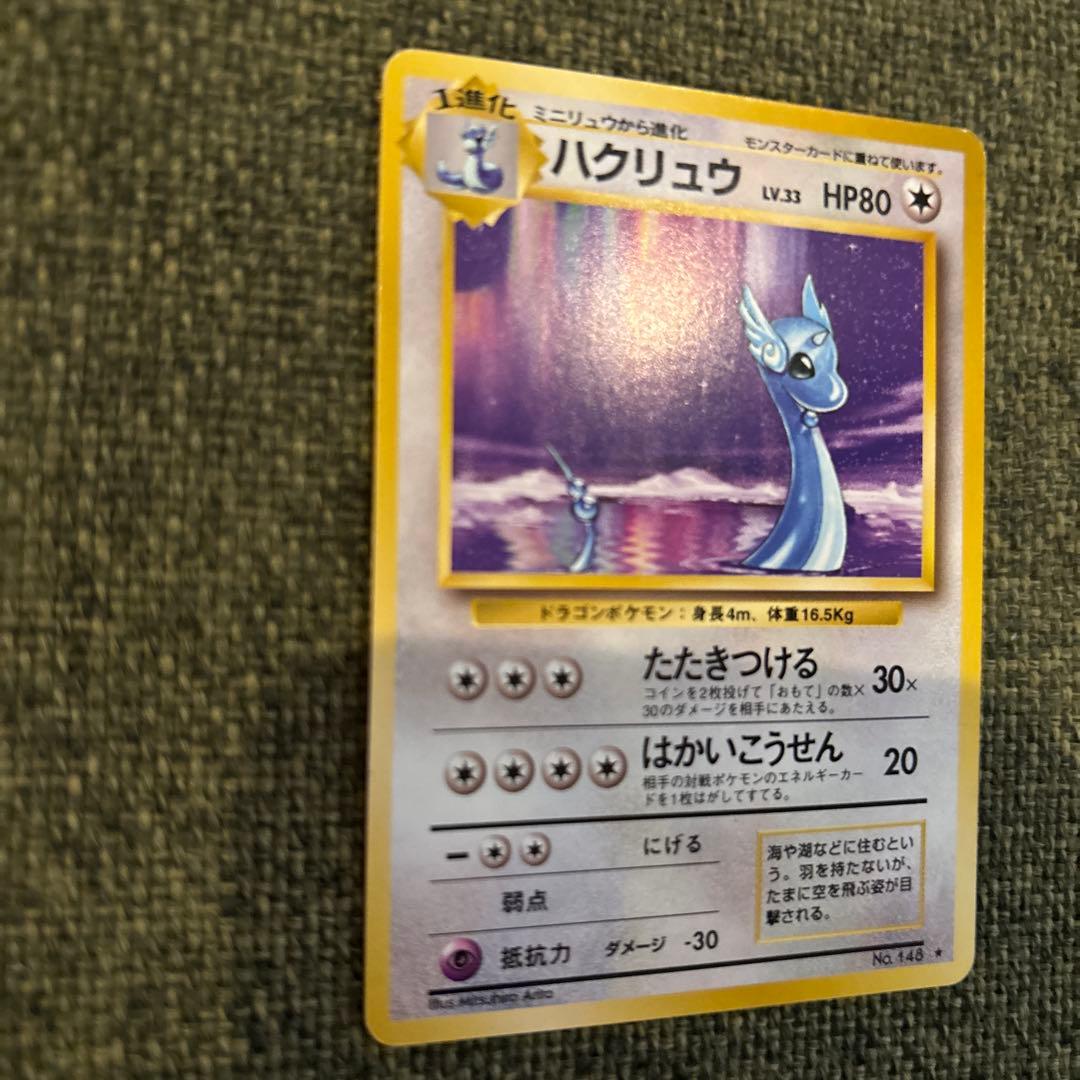 1進化
ミニリュウから進化
モンスターカードに重ねて使います。
ハクリュウ LV.33 HP80
ドラゴンポケモン:身長4m、体重16.5Kg
たたきつける 30×
コインを2枚投げて「おもて」の数×
30のダメージを相手にあたえる。
はかいこうせん 20
相手の対戦ポケモンのエネルギーカー
ドを1枚はがしてすてる。
ー にげる
弱点
抵抗力 ダメージ -30
海や湖などに住むとい
う。羽を持たないが、
たまに空を飛ぶ姿が目
撃される。
No.148 ★
Illus. Mitsuhiro Arita